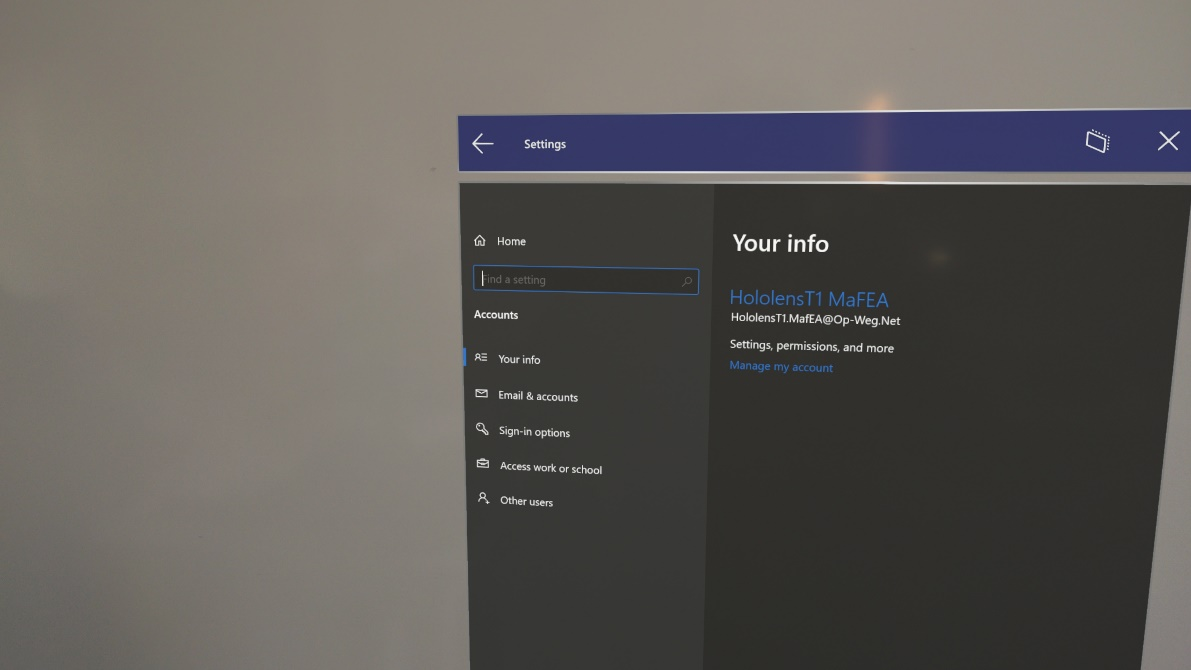 Settings
Home
Find a setting
Accounts
Your info
Email & accounts
Sign-in options
Access work or school
Other users
Your info
HololensT1 MaFEA
HololensT1.MafEA@Op-Weg.Net
Settings, permissions, and more
Manage my account